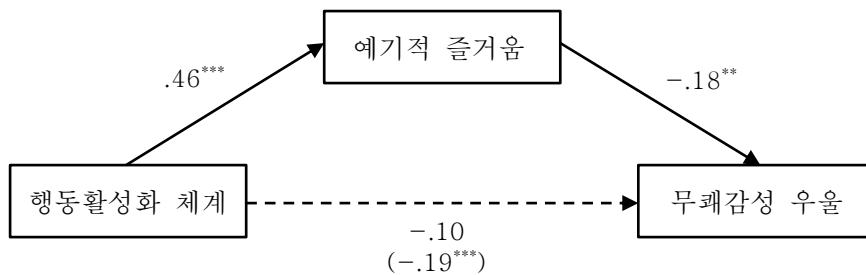 예기적 즐거움
.46***
-.18**
행동활성화 체계
무쾌감성 우울
-.10
(-.19***)